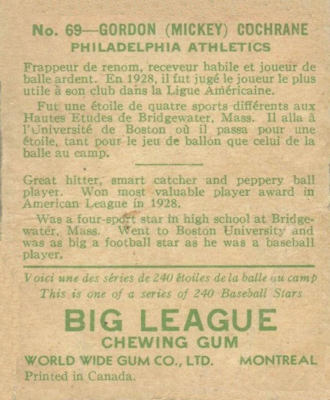 No. 69—GORDON (MICKEY) COCHRANE
PHILADELPHIA ATHLETICS
Frappeur de renom, receveur habile et joueur de
balle ardent. En 1928, il fut jugé le joueur le plus
utile à son club dans la Ligue Américaine.
Fut une étoile de quatre sports différents aux
Hautes Etudes de Bridgewater, Mass. Il alla à
l'Université de Boston où il passa pour une
étoile, tant pour le jeu de ballon que celui de la
balle au camp.
Great hitter, smart catcher and peppery ball
player. Won most valuable player award in
American League in 1928.
Was a four-sport star in high school at Bridge-
water, Mass. Went to Boston University and
was as big a football star as he was a baseball
player.
Voici une des séries de 240 étoiles de la balle au camp
This is one of a series of 240 Baseball Stars
BIG LEAGUE
CHEWING GUM
WORLD WIDE GUM CO., LTD. MONTREAL
Printed in Canada.